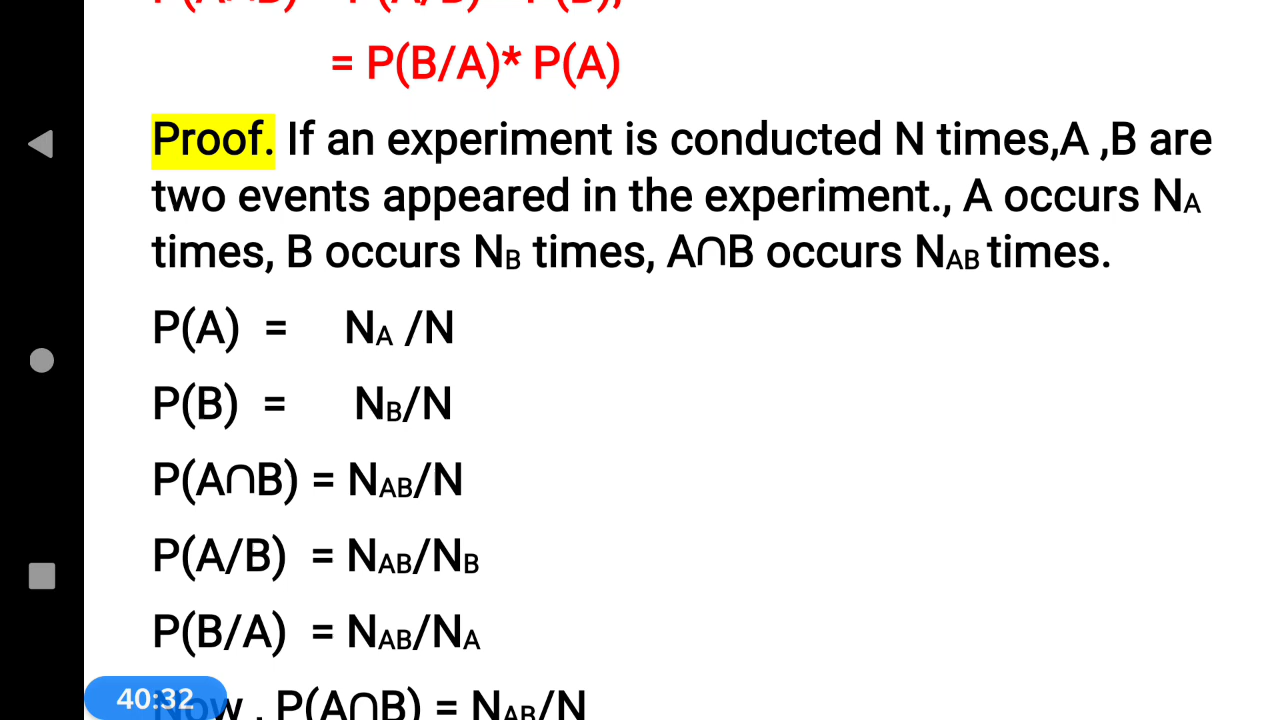 P(A∩B) = P(A/B) * P(B),
= P(B/A)* P(A)
Proof. If an experiment is conducted N times,A ,B are
two events appeared in the experiment., A occurs NA
times, B occurs NB times, A∩B occurs NAB times.
P(A) = NA /N
P(B) = NB/N
P(A∩B) = NAB/N
P(A/B) = NAB/NB
P(B/A) = NAB/NA
40:32
Now , P(A∩B) = NAB/N